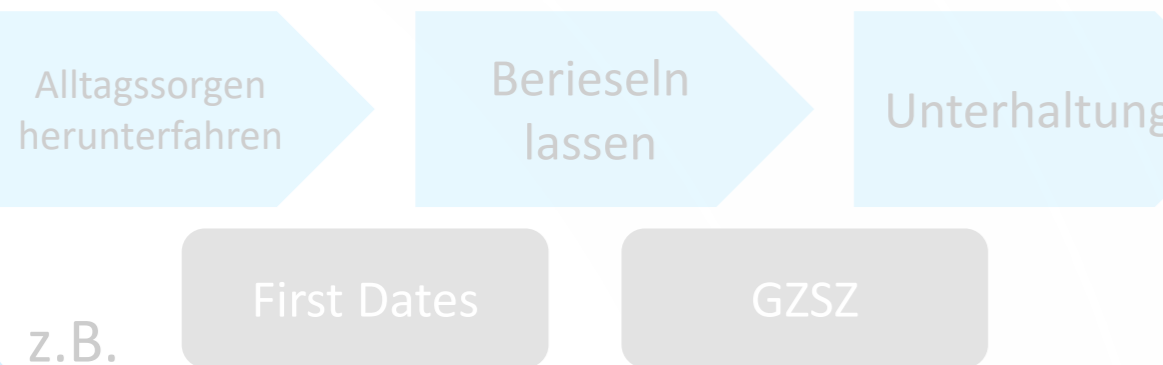 Alltagssorgen
herunterfahren
Berieseln
lassen
Unterhaltung
First Dates
GZSZ
z.B.